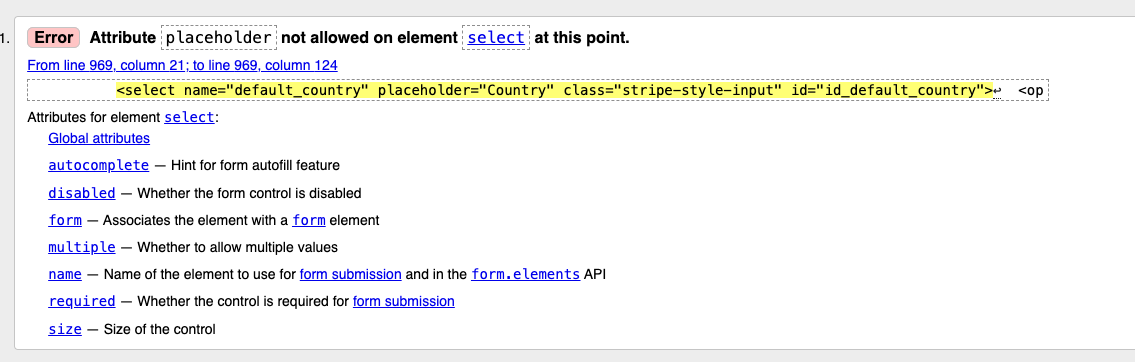 1. Error Attribute placeholder not allowed on element select at this point.
From line 969, column 21; to line 969, column 124
<select name="default_country" placeholder="Country" class="stripe-style-input" id="id_default_country">↩ <op
Attributes for element select:
Global attributes
autocomplete — Hint for form autofill feature
disabled — Whether the form control is disabled
form — Associates the element with a form element
multiple — Whether to allow multiple values
name — Name of the element to use for form submission and in the form.elements API
required — Whether the control is required for form submission
size — Size of the control